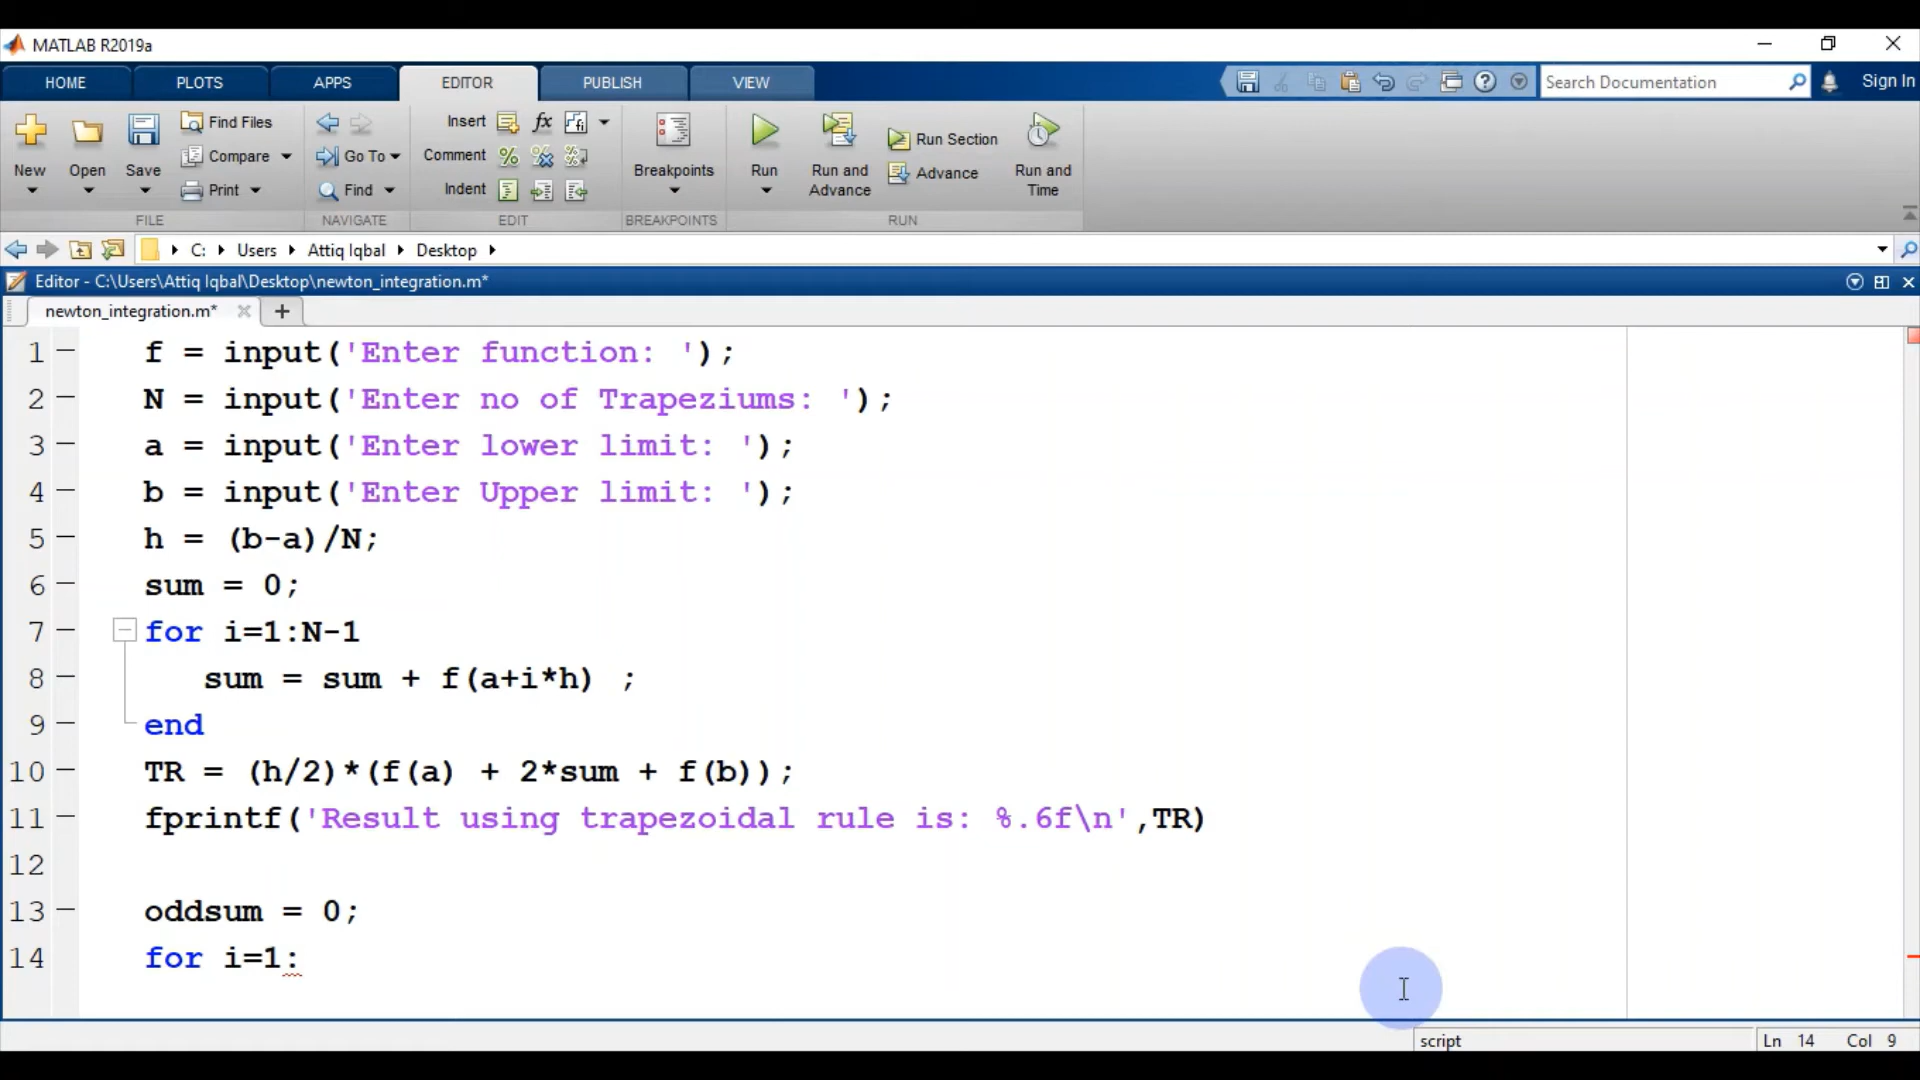 MATLAB R2019a
HOME PLOTS APPS EDITOR PUBLISH VIEW Search Documentation Sign In
New Open Save Find Files Compare Print
Go To Find
Insert fx
Comment
Indent
Breakpoints
Run Run and Advance Run Section Advance Run and Time
FILE NAVIGATE EDIT BREAKPOINTS RUN
C: Users Attiq Iqbal Desktop
Editor - C:\Users\Attiq Iqbal\Desktop\newton_integration.m*
newton_integration.m*
1 f = input('Enter function: ');
2 N = input('Enter no of Trapeziums: ');
3 a = input('Enter lower limit: ');
4 b = input('Enter Upper limit: ');
5 h = (b-a)/N;
6 sum = 0;
7 for i=1:N-1
8 sum = sum + f(a+i*h) ;
9 end
10 TR = (h/2)*(f(a) + 2*sum + f(b));
11 fprintf('Result using trapezoidal rule is: %.6f\n',TR)
12
13 oddsum = 0;
14 for i=1:
script Ln 14 Col 9